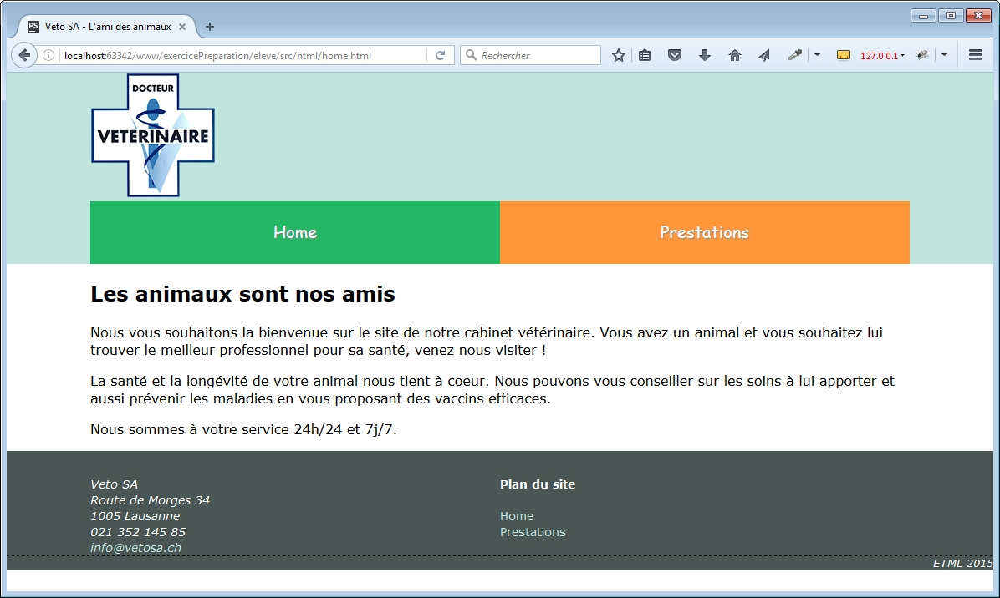 PS Veto SA - L'ami des animaux
localhost:63342/www/exercicePreparation/eleve/src/html/home.html
Rechercher
127.0.0.1
DOCTEUR
VETERINAIRE
Home
Prestations
Les animaux sont nos amis
Nous vous souhaitons la bienvenue sur le site de notre cabinet vétérinaire. Vous avez un animal et vous souhaitez lui
trouver le meilleur professionnel pour sa santé, venez nous visiter !
La santé et la longévité de votre animal nous tient à coeur. Nous pouvons vous conseiller sur les soins à lui apporter et
aussi prévenir les maladies en vous proposant des vaccins efficaces.
Nous sommes à votre service 24h/24 et 7j/7.
Veto SA
Route de Morges 34
1005 Lausanne
021 352 145 85
info@vetosa.ch
Plan du site
Home
Prestations
ETML 2015